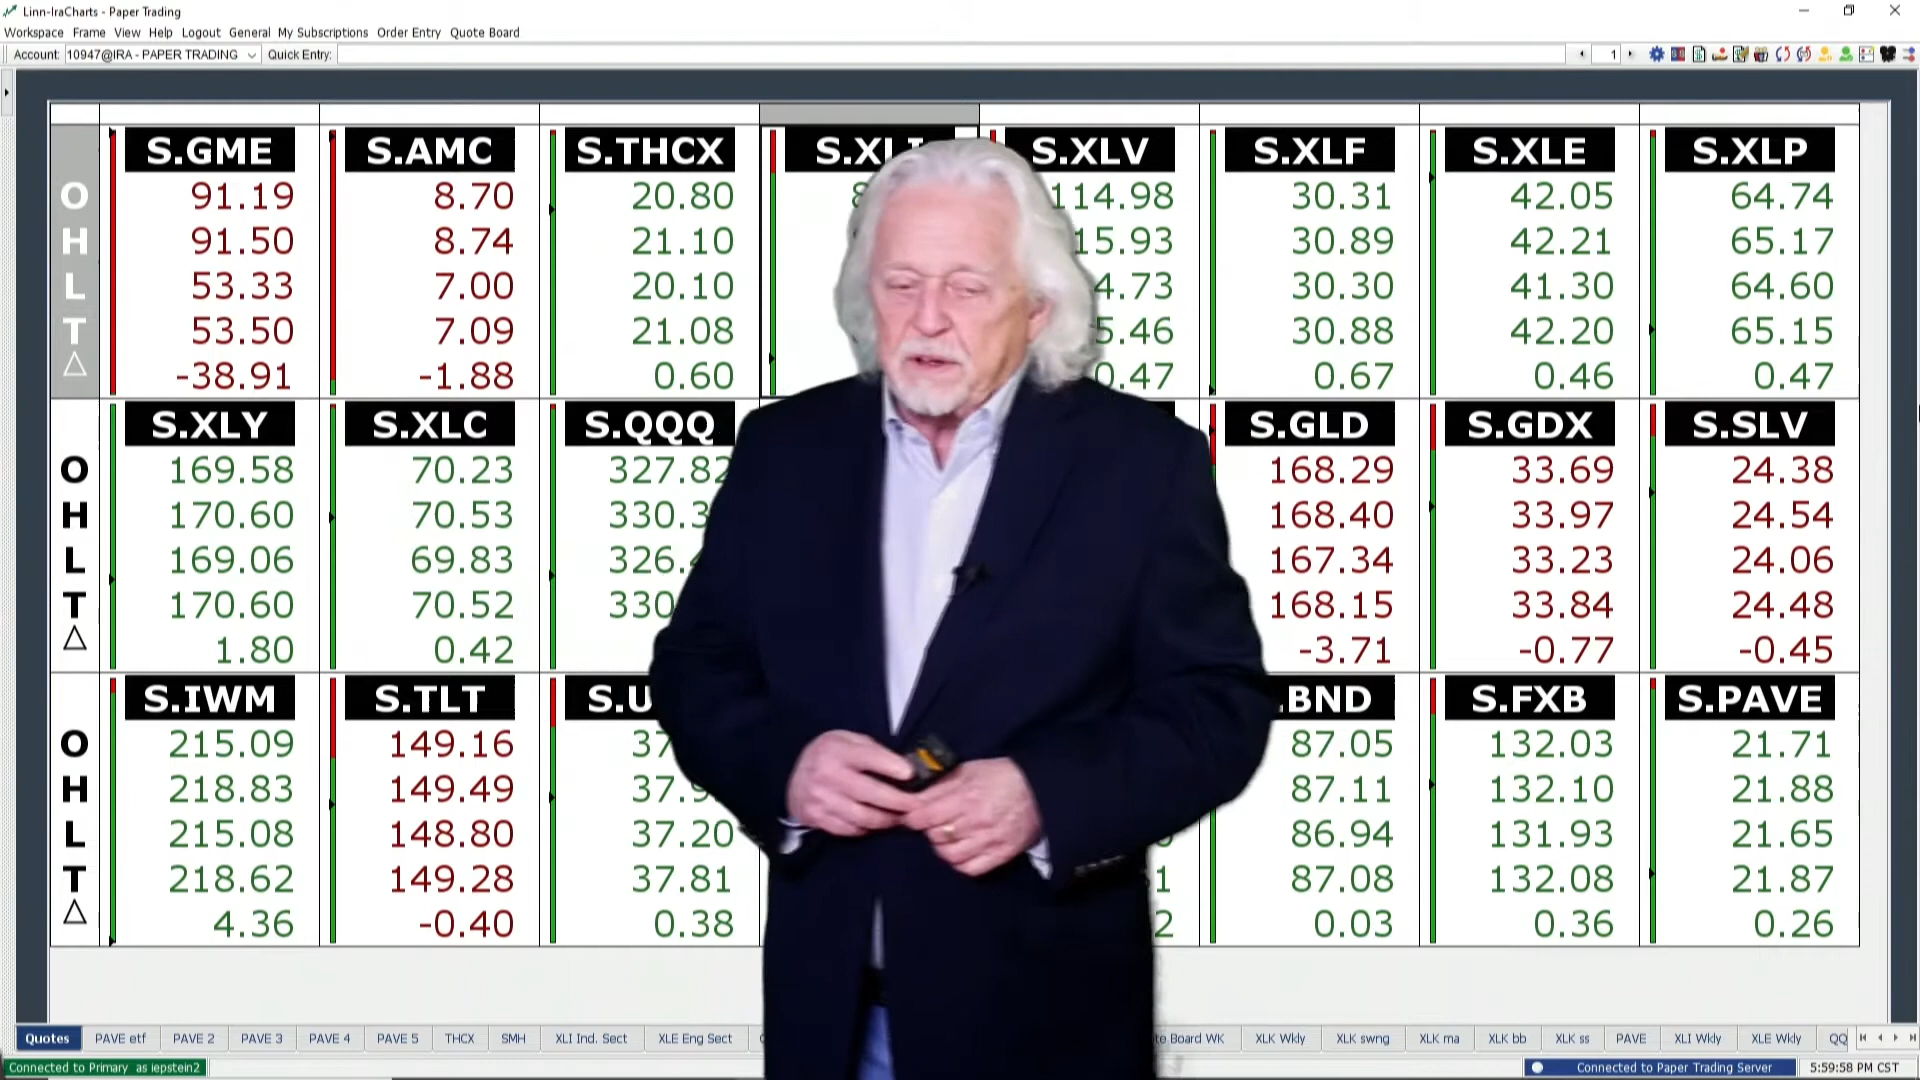 Linn-IraCharts - Paper Trading
Workspace Frame View Help Logout General My Subscriptions Order Entry Quote Board
Account: 10947@IRA - PAPER TRADING Quick Entry: 1
S.GME S.AMC S.THCX S.XLI S.XLV S.XLF S.XLE S.XLP
O 91.19 8.70 20.80 114.98 30.31 42.05 64.74
H 91.50 8.74 21.10 30.89 42.21 65.17
L 53.33 7.00 20.10 30.30 41.30 64.60
T 53.50 7.09 21.08 30.88 42.20 65.15
△ -38.91 -1.88 0.60 0.47 0.67 0.46 0.47
S.XLY S.XLC S.QQQ S.GLD S.GDX S.SLV
O 169.58 70.23 327.82 168.29 33.69 24.38
H 170.60 70.53 168.40 33.97 24.54
L 169.06 69.83 167.34 33.23 24.06
T 170.60 70.52 168.15 33.84 24.48
△ 1.80 0.42 -3.71 -0.77 -0.45
S.IWM S.TLT .BND S.FXB S.PAVE
O 215.09 149.16 87.05 132.03 21.71
H 218.83 149.49 87.11 132.10 21.88
L 215.08 148.80 37.20 86.94 131.93 21.65
T 218.62 149.28 37.81 87.08 132.08 21.87
△ 4.36 -0.40 0.38 0.03 0.36 0.26
Quotes PAVE etf PAVE 2 PAVE 3 PAVE 4 PAVE 5 THCX SMH XLI Ind. Sect XLE Eng Sect Board WK XLK Wkly XLK swng XLK ma XLK bb XLK ss PAVE XLI Wkly XLE Wkly QQ
Connected to Primary as iepstein2 Connected to Paper Trading Server 5:59:58 PM CST